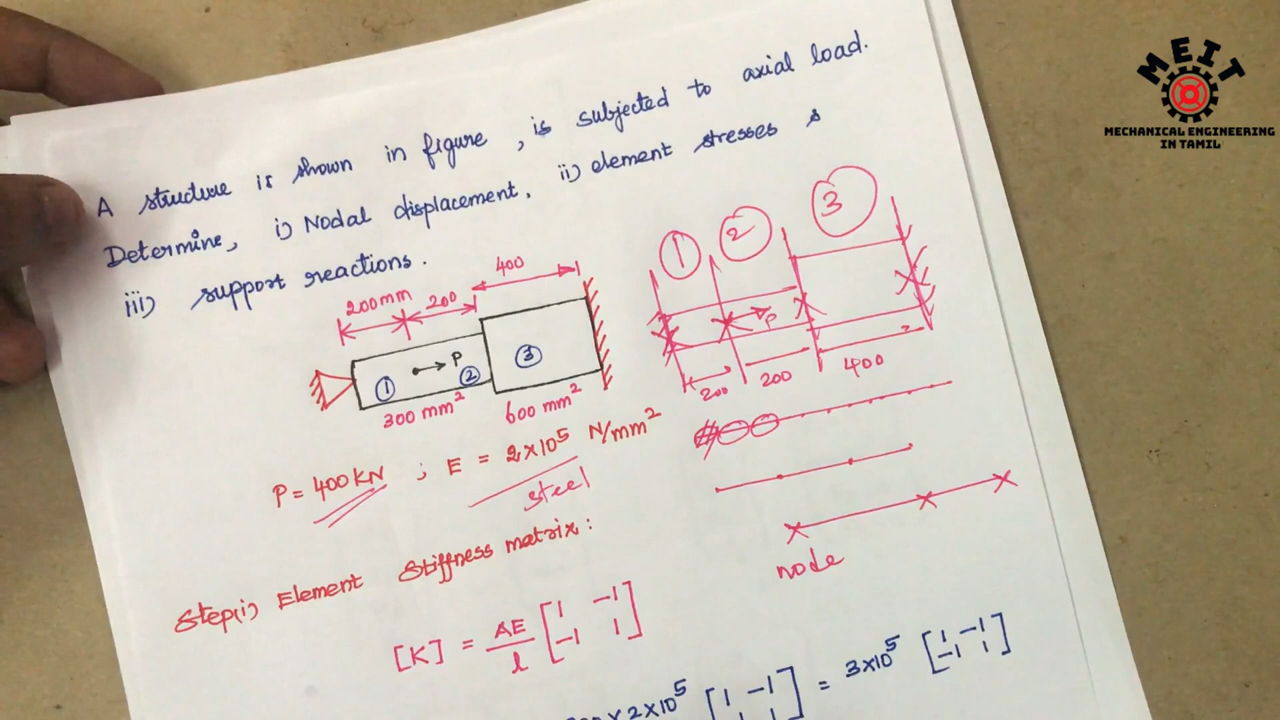 MEIT
MECHANICAL ENGINEERING
IN TAMIL
A structure is shown in figure, is subjected to axial load.
Determine, i) Nodal displacement, ii) element stresses &
iii) support reactions.
200mm 200 400
① P ② ③
300 mm² 600 mm²
① ② ③
P
200 200 400
P = 400 KN ; E = 2×10⁵ N/mm²
steel
node
Step(i) Element Stiffness matrix:
[K] = AE/l [1 -1 -1 1]
× 2×10⁵ [1 -1 = 3×10⁵ [1 -1 -1 1]